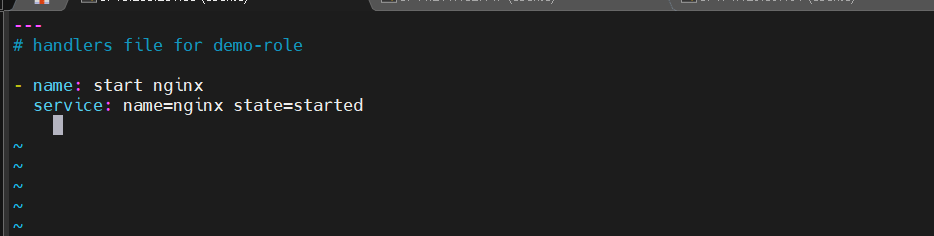 ---
# handlers file for demo-role
- name: start nginx
  service: name=nginx state=started
~
~
~
~
~